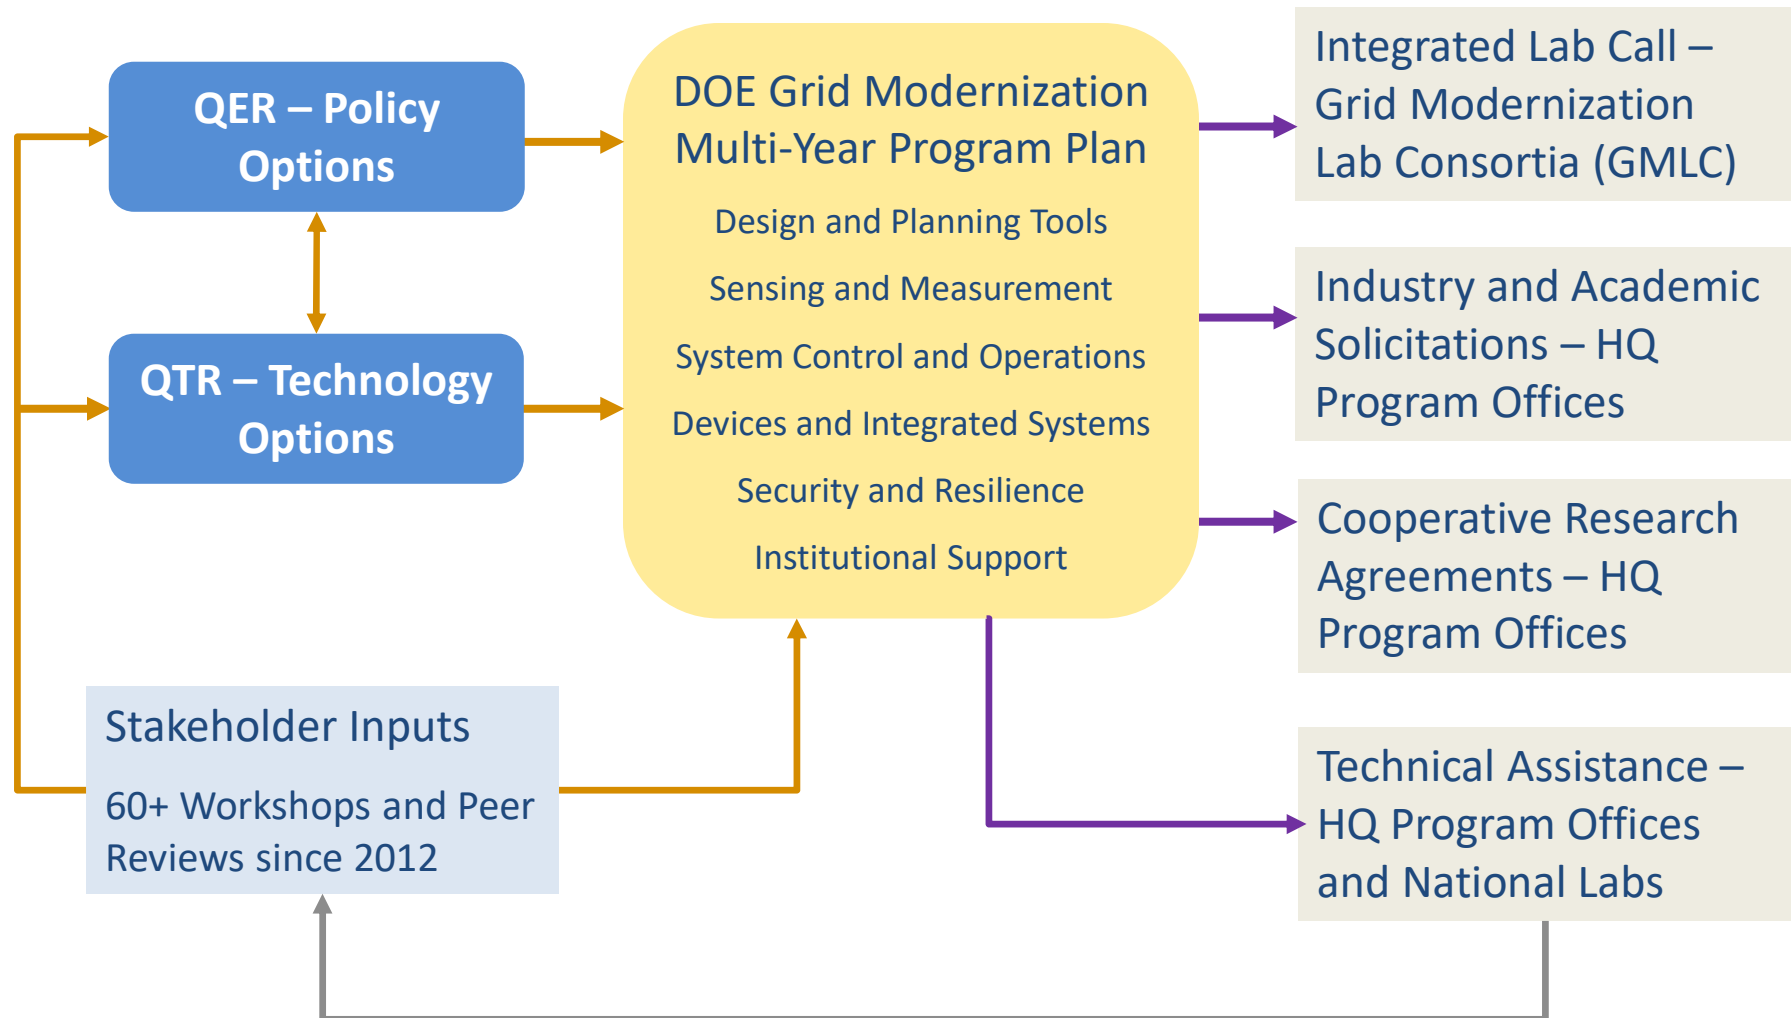 QER – Policy
Options
QTR – Technology
Options
Stakeholder Inputs
60+ Workshops and Peer
Reviews since 2012
DOE Grid Modernization
Multi-Year Program Plan
Design and Planning Tools
Sensing and Measurement
System Control and Operations
Devices and Integrated Systems
Security and Resilience
Institutional Support
Integrated Lab Call –
Grid Modernization
Lab Consortia (GMLC)
Industry and Academic
Solicitations – HQ
Program Offices
Cooperative Research
Agreements – HQ
Program Offices
Technical Assistance –
HQ Program Offices
and National Labs